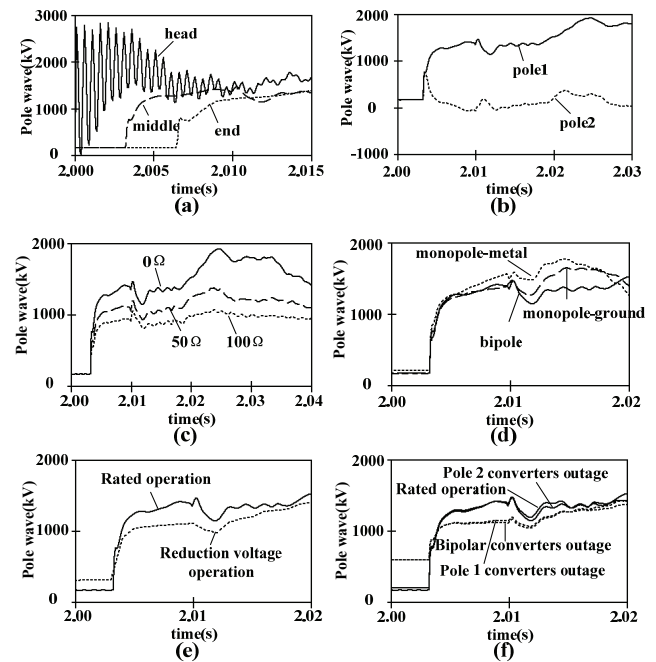 Pole wave(kV)
3000
2000
1000
0
head
middle
end
2.000
2.005
2.010
2.015
time(s)
(a)
Pole wave(kV)
2000
1000
0
-1000
pole1
pole2
2.00
2.01
2.02
2.03
time(s)
(b)
Pole wave(kV)
2000
1000
0
0Ω
50Ω
100Ω
2.00
2.01
2.02
2.03
2.04
time(s)
(c)
Pole wave(kV)
2000
1000
0
monopole-metal
monopole-ground
bipole
2.00
2.01
2.02
time(s)
(d)
Pole wave(kV)
2000
1000
0
Rated operation
Reduction voltage
operation
2.00
2.01
2.02
time(s)
(e)
Pole wave(kV)
2000
1000
0
Pole 2 converters outage
Rated operation
Bipolar converters outage
Pole 1 converters outage
2.00
2.01
2.02
time(s)
(f)